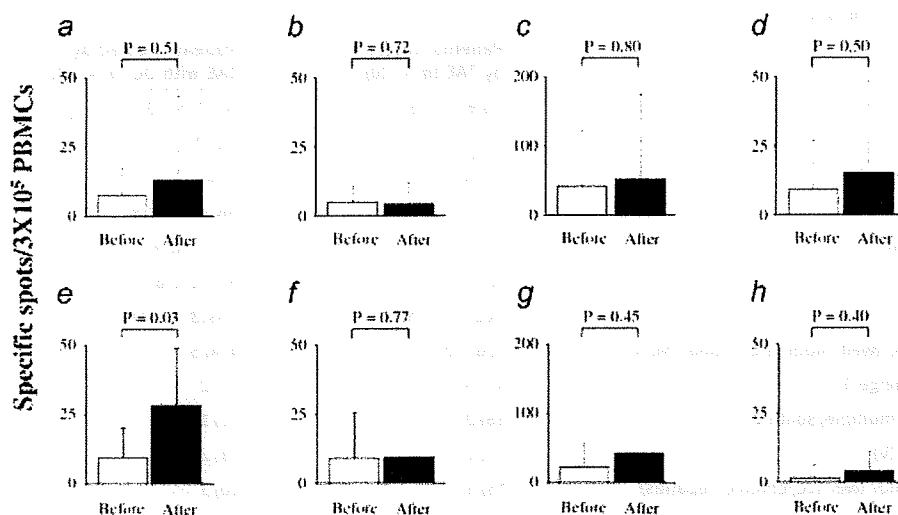 a b c d
P = 0.51 P = 0.72 P = 0.80 P = 0.50
Specific spots/3X10⁵ PBMCs
50 50 200 50
25 25 100 25
0 0 0 0
Before After Before After Before After Before After
e f g h
P = 0.03 P = 0.77 P = 0.45 P = 0.40
50 50 200 50
25 25 100 25
0 0 0 0
Before After Before After Before After Before After